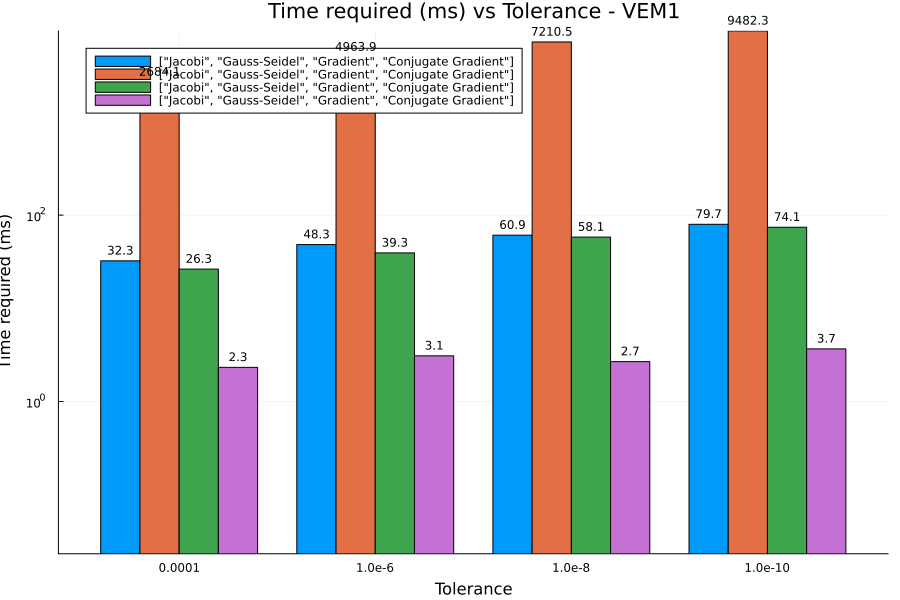 Time required (ms) vs Tolerance - VEM1
["Jacobi", "Gauss-Seidel", "Gradient", "Conjugate Gradient"]
["Jacobi", "Gauss-Seidel", "Gradient", "Conjugate Gradient"]
["Jacobi", "Gauss-Seidel", "Gradient", "Conjugate Gradient"]
["Jacobi", "Gauss-Seidel", "Gradient", "Conjugate Gradient"]
2684.1
4963.9
7210.5
9482.3
32.3
26.3
2.3
48.3
39.3
3.1
60.9
58.1
2.7
79.7
74.1
3.7
10^2
10^0
Time required (ms)
0.0001
1.0e-6
1.0e-8
1.0e-10
Tolerance